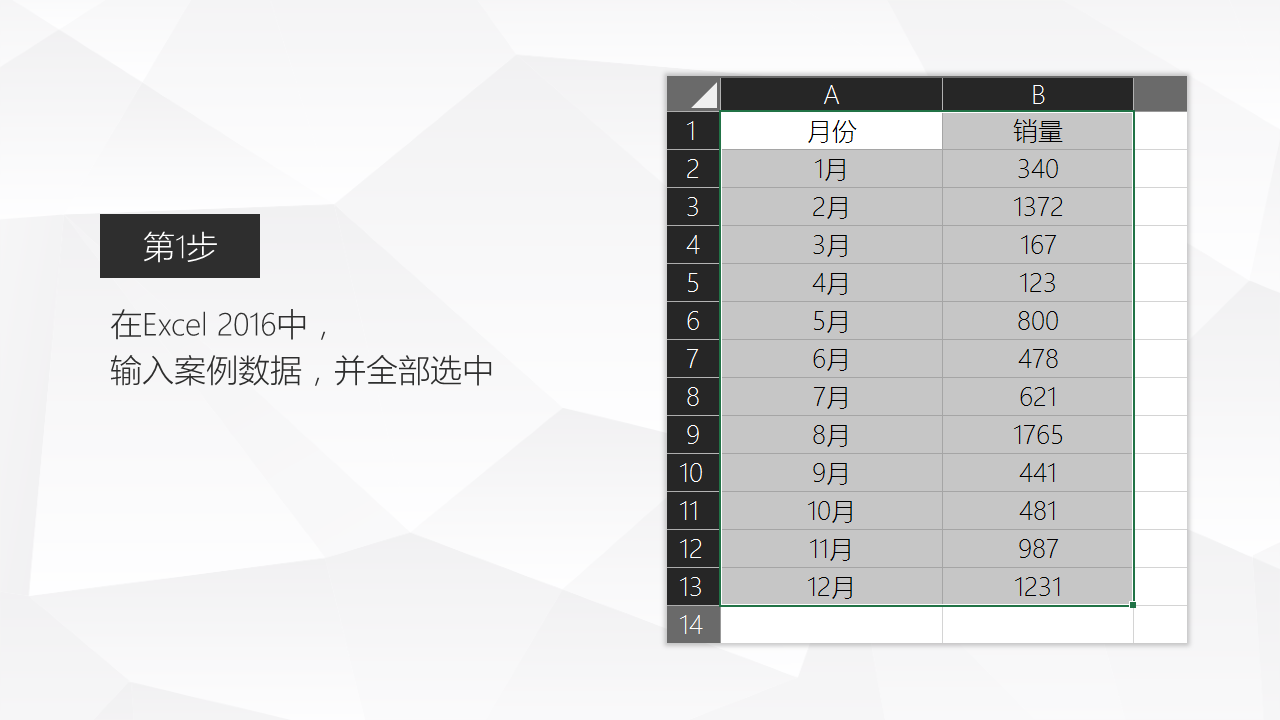 第1步
在Excel 2016中，
输入案例数据，并全部选中
A B
1 月份 销量
2 1月 340
3 2月 1372
4 3月 167
5 4月 123
6 5月 800
7 6月 478
8 7月 621
9 8月 1765
10 9月 441
11 10月 481
12 11月 987
13 12月 1231
14